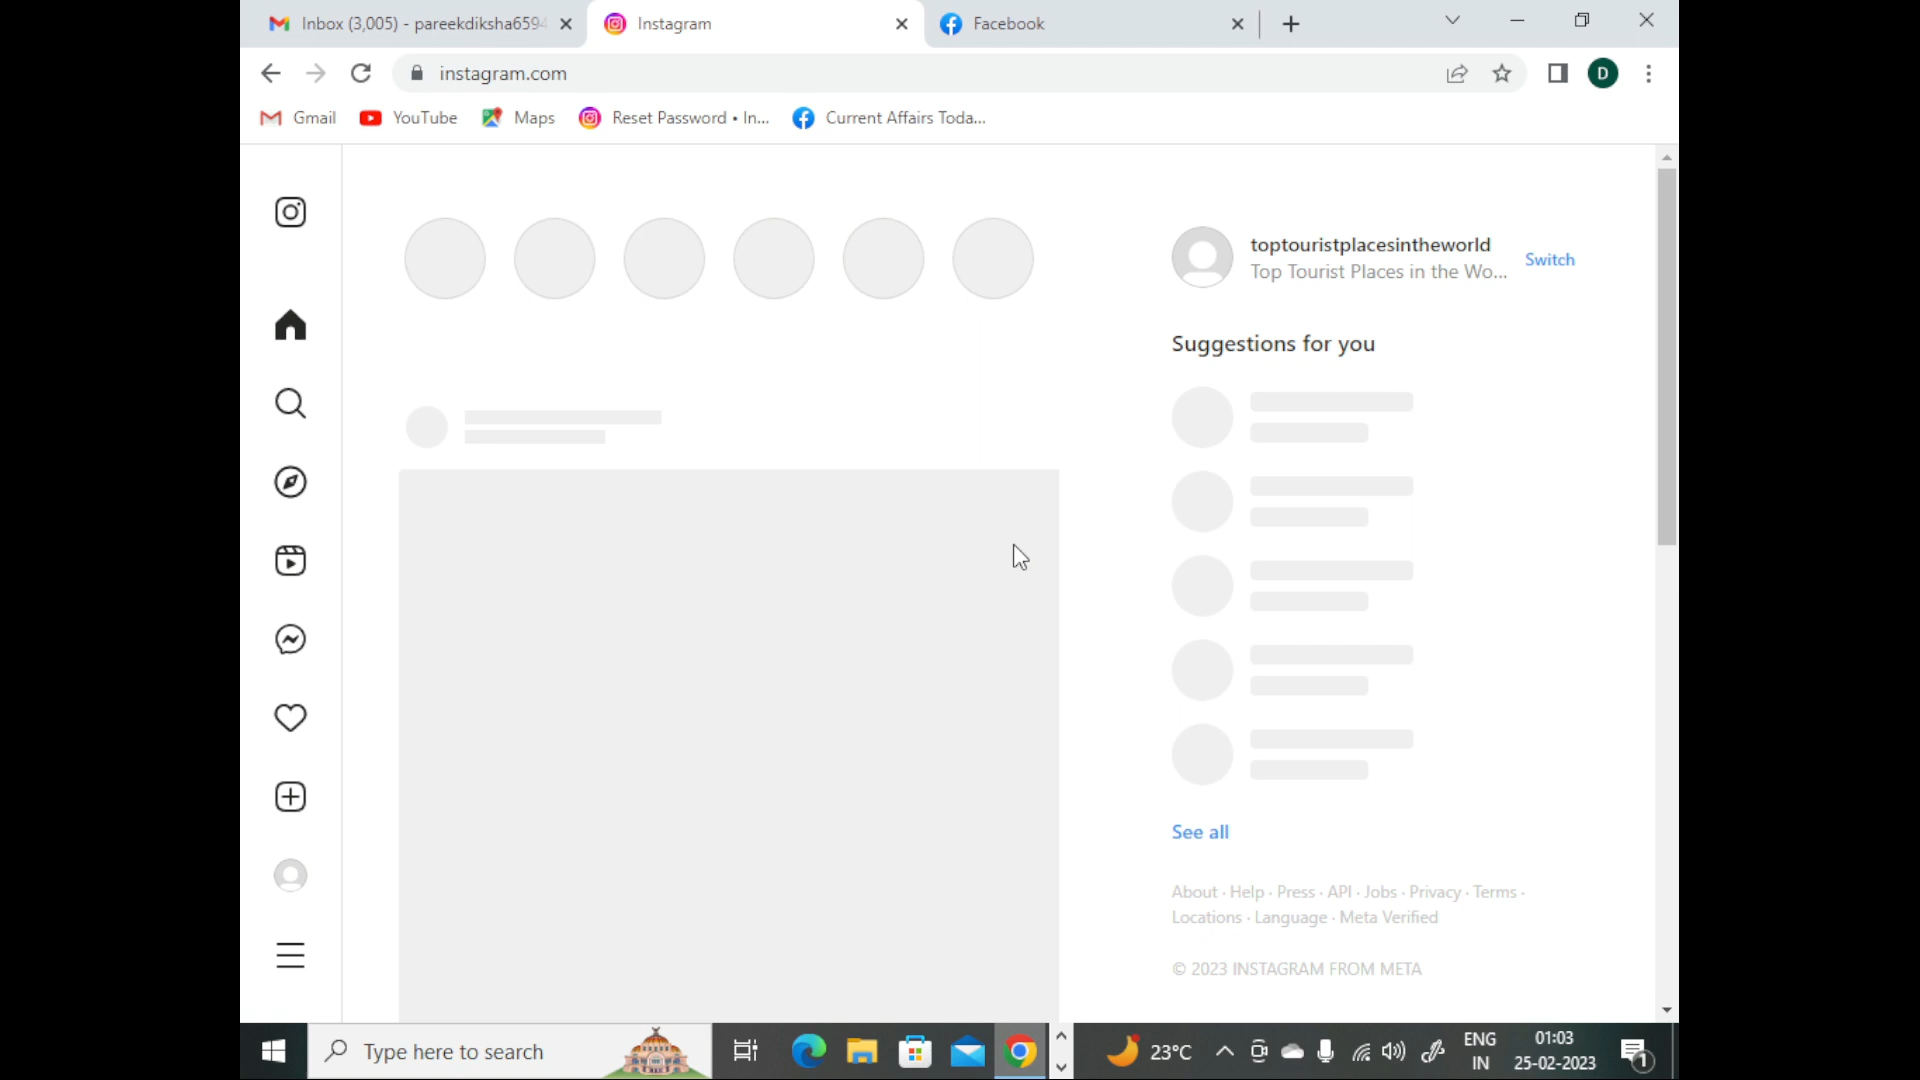 Inbox (3,005) - pareekdiksha6594
Instagram
Facebook
instagram.com
D
Gmail
YouTube
Maps
Reset Password • In...
Current Affairs Toda...
toptouristplacesintheworld
Top Tourist Places in the Wo...
Switch
Suggestions for you
See all
About · Help · Press · API · Jobs · Privacy · Terms ·
Locations · Language · Meta Verified
© 2023 INSTAGRAM FROM META
Type here to search
23°C
ENG
IN
01:03
25-02-2023
1